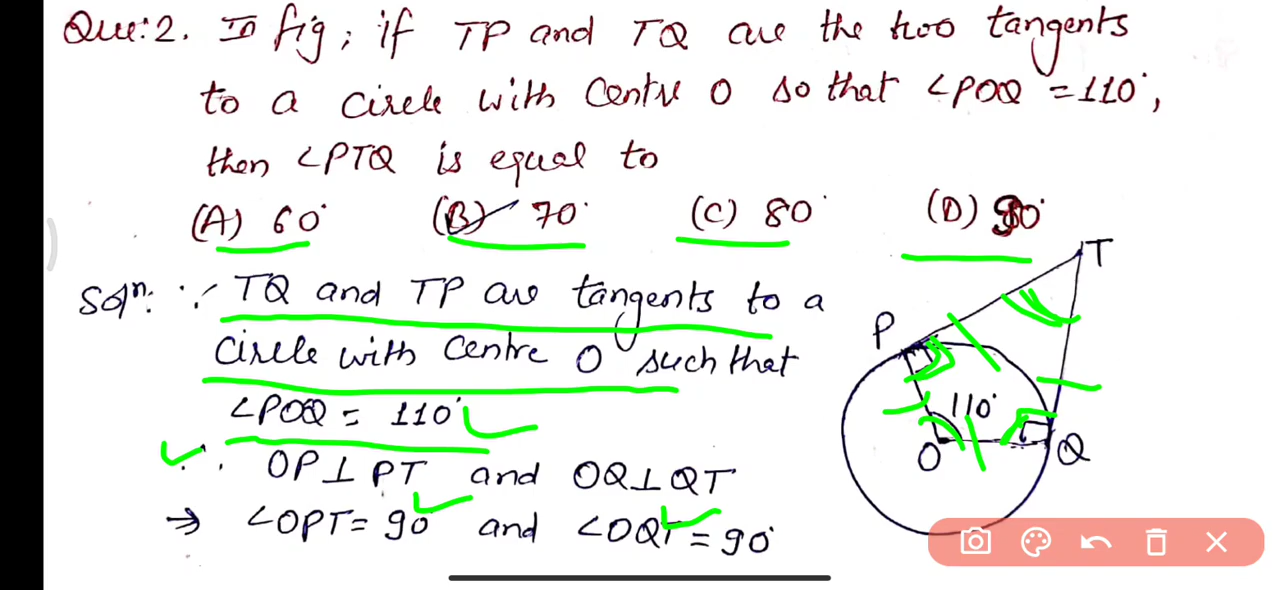 Que:2. In fig; if TP and TQ are the two tangents
to a circle with centre O so that ∠POQ = 110°,
then ∠PTQ is equal to
(A) 60° (B) 70° (C) 80° (D) 90°
Solⁿ: ∵ TQ and TP are tangents to a
circle with centre O such that
∠POQ = 110°
∴ OP⊥PT and OQ⊥QT
⇒ ∠OPT = 90° and ∠OQT = 90°
T
P
110°
O
Q